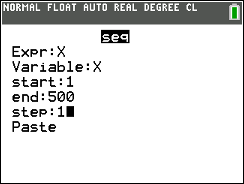 NORMAL FLOAT AUTO REAL DEGREE CL
seq
Expr:X
Variable:X
start:1
end:500
step:1
Paste